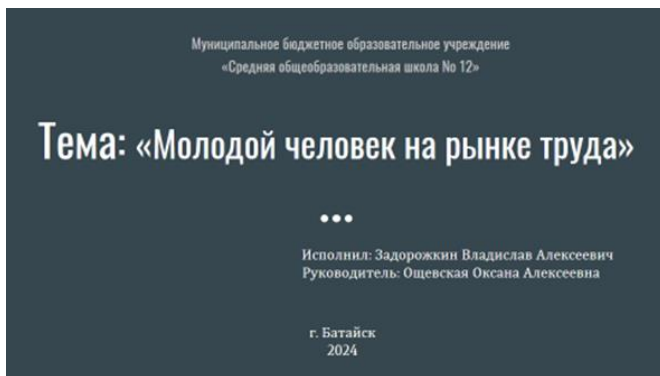 Муниципальное бюджетное образовательное учреждение
«Средняя общеобразовательная школа No 12»
Тема: «Молодой человек на рынке труда»
Исполнил: Задорожкин Владислав Алексеевич
Руководитель: Ощевская Оксана Алексеевна
г. Батайск
2024